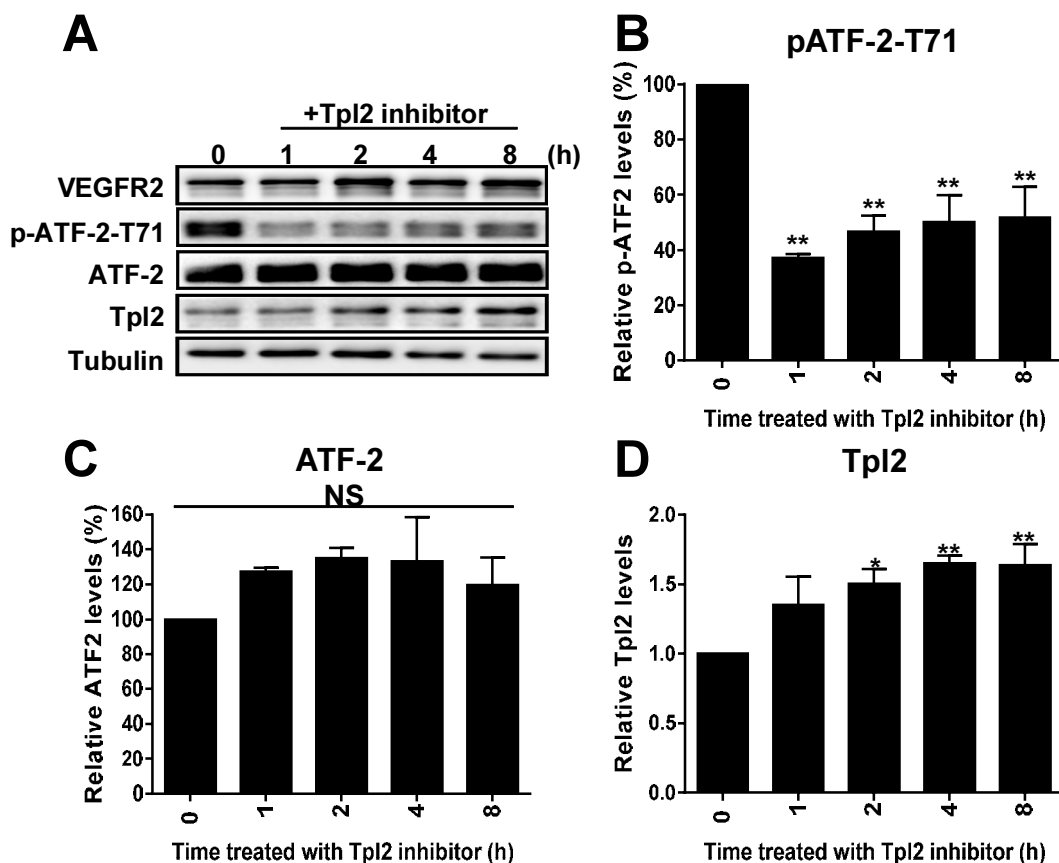 A
+Tpl2 inhibitor
0 1 2 4 8 (h)
VEGFR2
p-ATF-2-T71
ATF-2
Tpl2
Tubulin
B
pATF-2-T71
Relative p-ATF2 levels (%)
100
80
60
40
20
0
** ** ** **
0 1 2 4 8
Time treated with Tpl2 inhibitor (h)
C
ATF-2
NS
Relative ATF2 levels (%)
160
140
120
100
80
60
40
20
0
0 1 2 4 8
Time treated with Tpl2 inhibitor (h)
D
Tpl2
Relative Tpl2 levels
2.0
1.5
1.0
0.5
0.0
* ** **
0 1 2 4 8
Time treated with Tpl2 inhibitor (h)